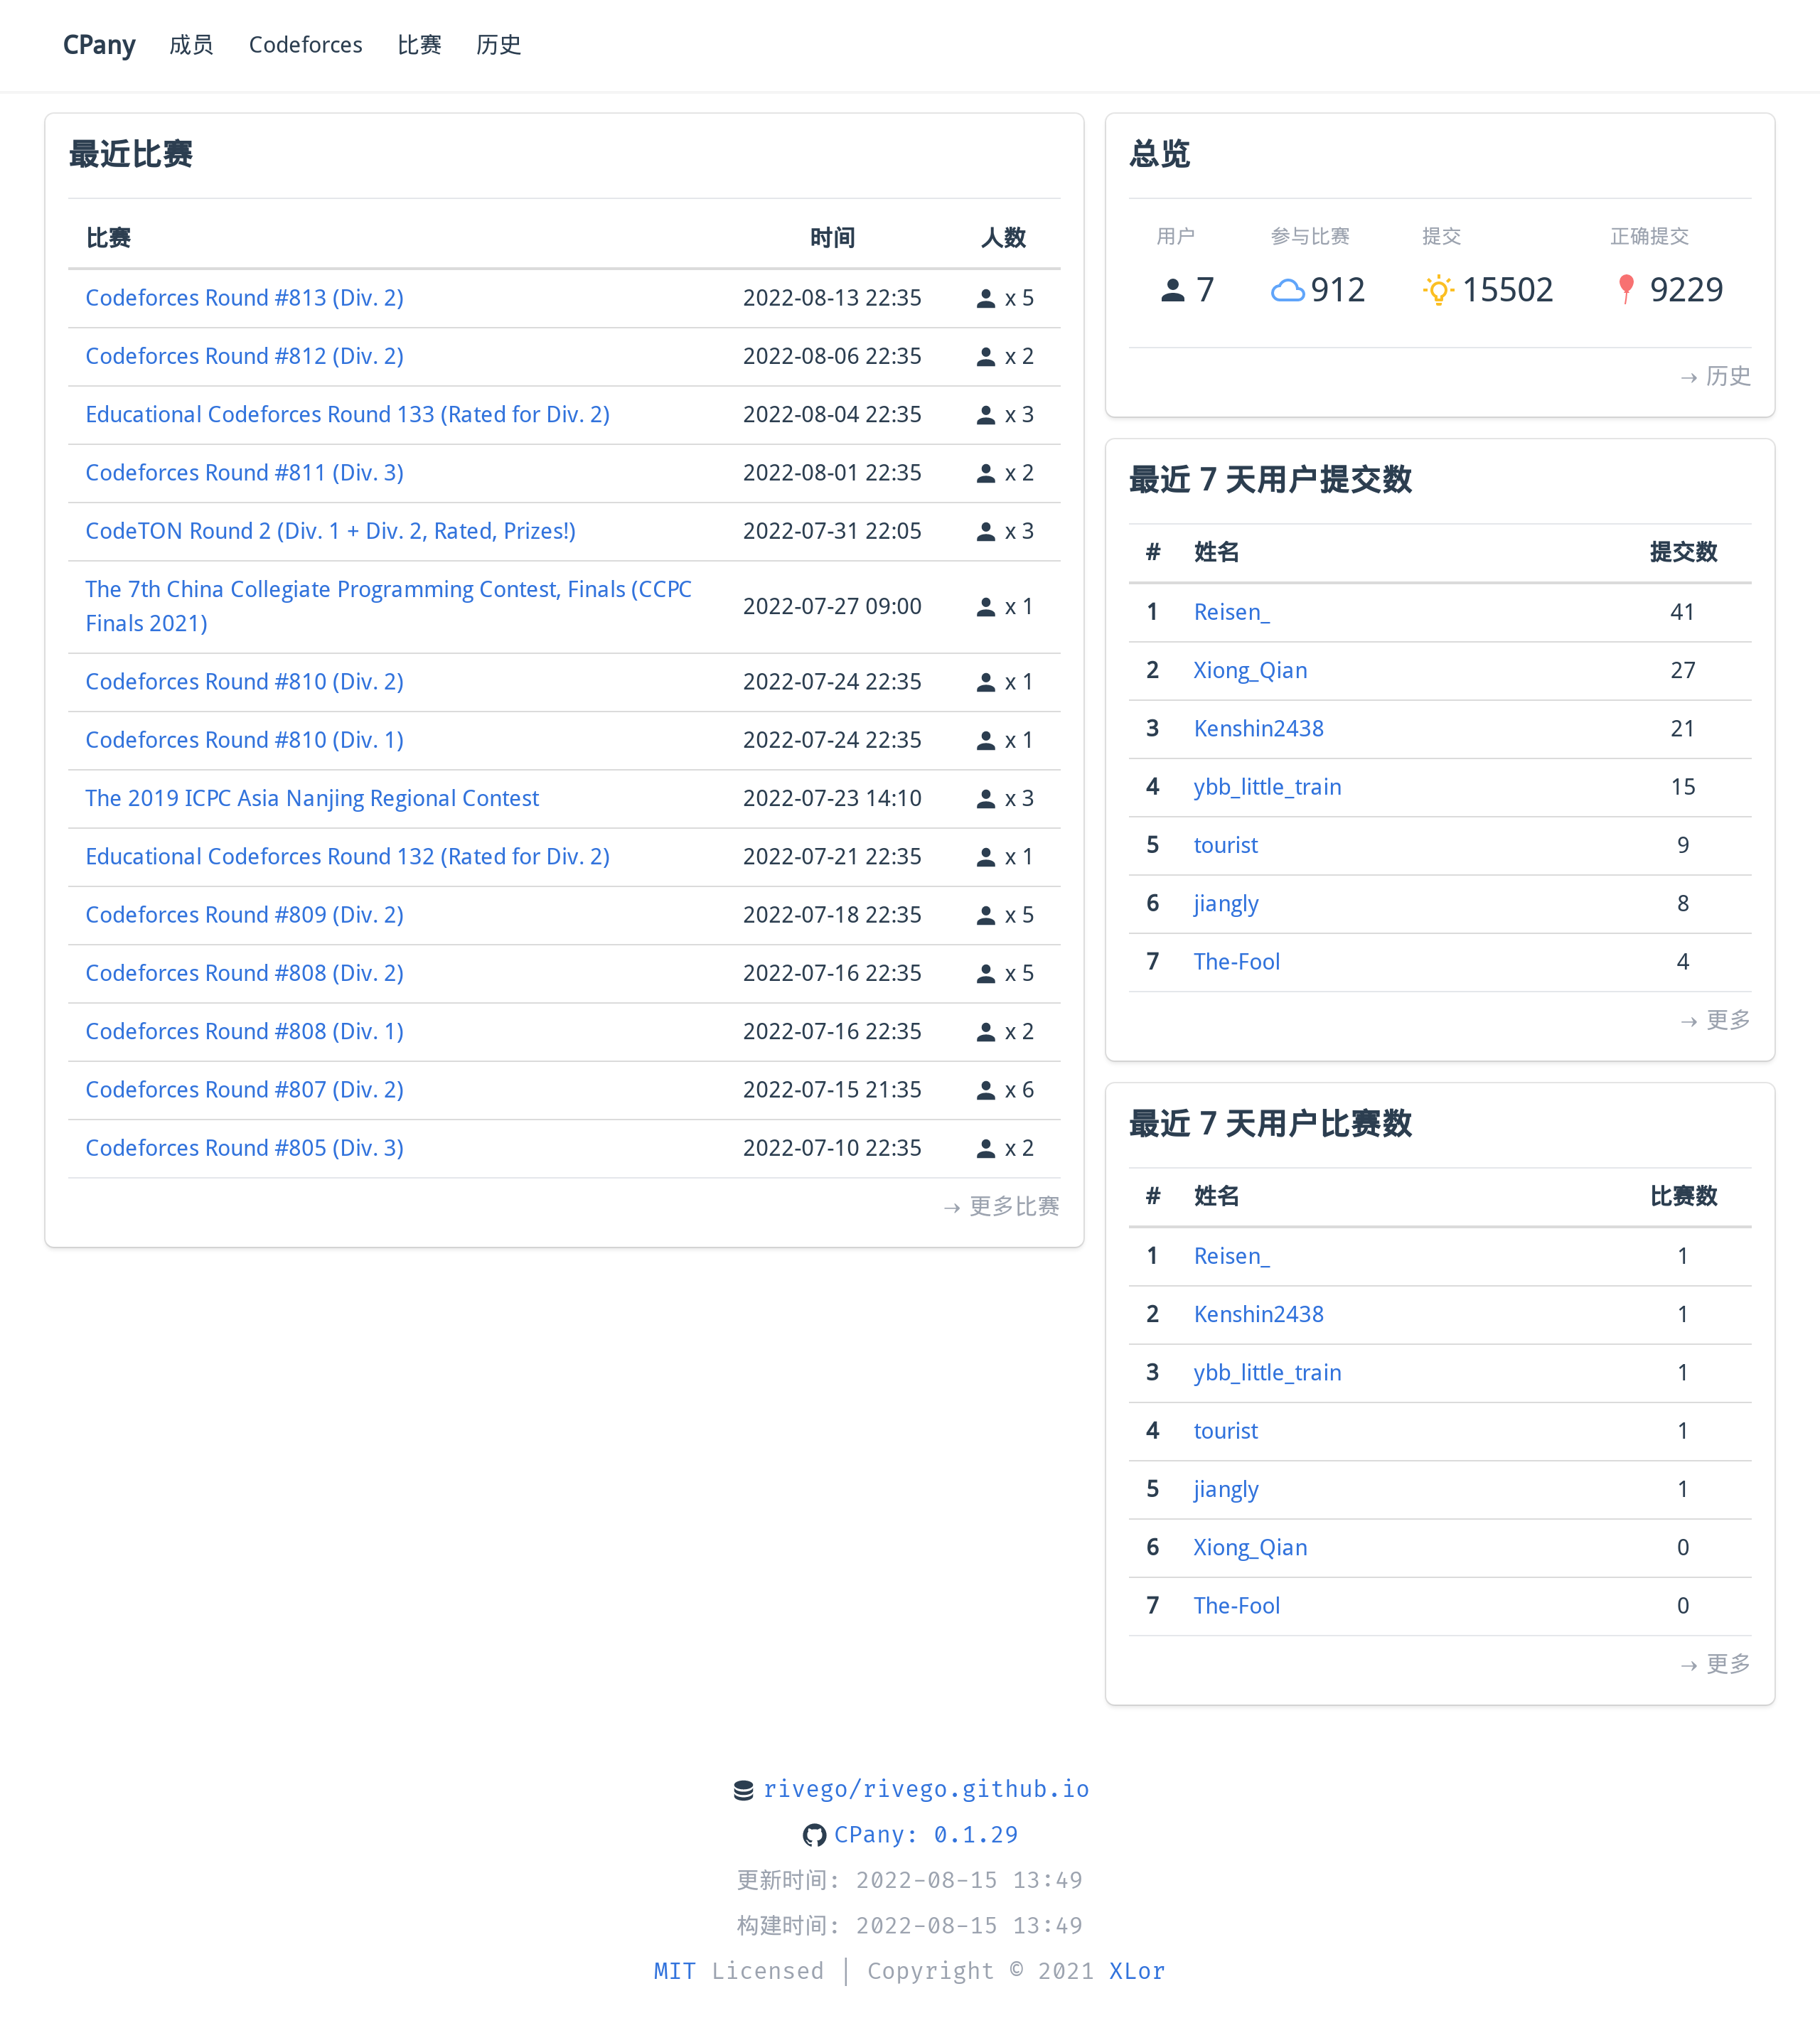 CPany 成员 Codeforces 比赛 历史
最近比赛
比赛 时间 人数
Codeforces Round #813 (Div. 2) 2022-08-13 22:35 x 5
Codeforces Round #812 (Div. 2) 2022-08-06 22:35 x 2
Educational Codeforces Round 133 (Rated for Div. 2) 2022-08-04 22:35 x 3
Codeforces Round #811 (Div. 3) 2022-08-01 22:35 x 2
CodeTON Round 2 (Div. 1 + Div. 2, Rated, Prizes!) 2022-07-31 22:05 x 3
The 7th China Collegiate Programming Contest, Finals (CCPC
Finals 2021) 2022-07-27 09:00 x 1
Codeforces Round #810 (Div. 2) 2022-07-24 22:35 x 1
Codeforces Round #810 (Div. 1) 2022-07-24 22:35 x 1
The 2019 ICPC Asia Nanjing Regional Contest 2022-07-23 14:10 x 3
Educational Codeforces Round 132 (Rated for Div. 2) 2022-07-21 22:35 x 1
Codeforces Round #809 (Div. 2) 2022-07-18 22:35 x 5
Codeforces Round #808 (Div. 2) 2022-07-16 22:35 x 5
Codeforces Round #808 (Div. 1) 2022-07-16 22:35 x 2
Codeforces Round #807 (Div. 2) 2022-07-15 21:35 x 6
Codeforces Round #805 (Div. 3) 2022-07-10 22:35 x 2
→ 更多比赛
总览
用户 参与比赛 提交 正确提交
7 912 15502 9229
→ 历史
最近 7 天用户提交数
# 姓名 提交数
1 Reisen_ 41
2 Xiong_Qian 27
3 Kenshin2438 21
4 ybb_little_train 15
5 tourist 9
6 jiangly 8
7 The-Fool 4
→ 更多
最近 7 天用户比赛数
# 姓名 比赛数
1 Reisen_ 1
2 Kenshin2438 1
3 ybb_little_train 1
4 tourist 1
5 jiangly 1
6 Xiong_Qian 0
7 The-Fool 0
→ 更多
rivego/rivego.github.io
CPany: 0.1.29
更新时间: 2022-08-15 13:49
构建时间: 2022-08-15 13:49
MIT Licensed | Copyright © 2021 XLor